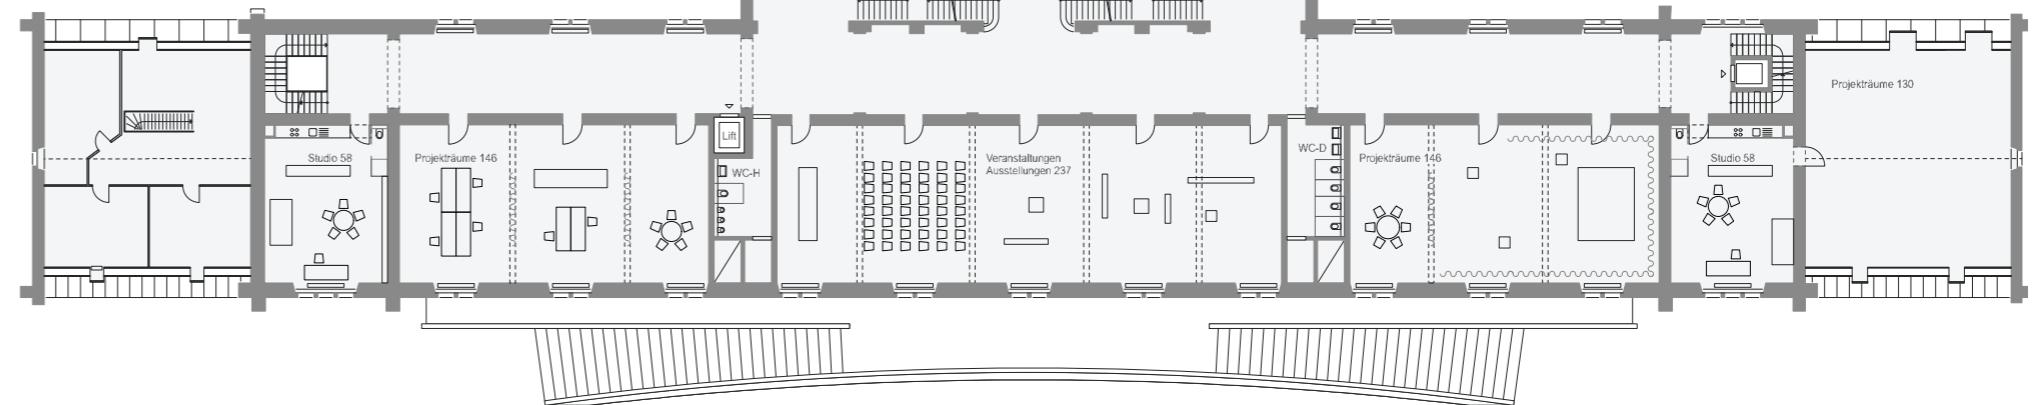 Projekträume 130
Lift
Studio 58
Projekträume 146
WC-H
Veranstaltungen
Ausstellungen 237
WC-D
Projekträume 146
Studio 58